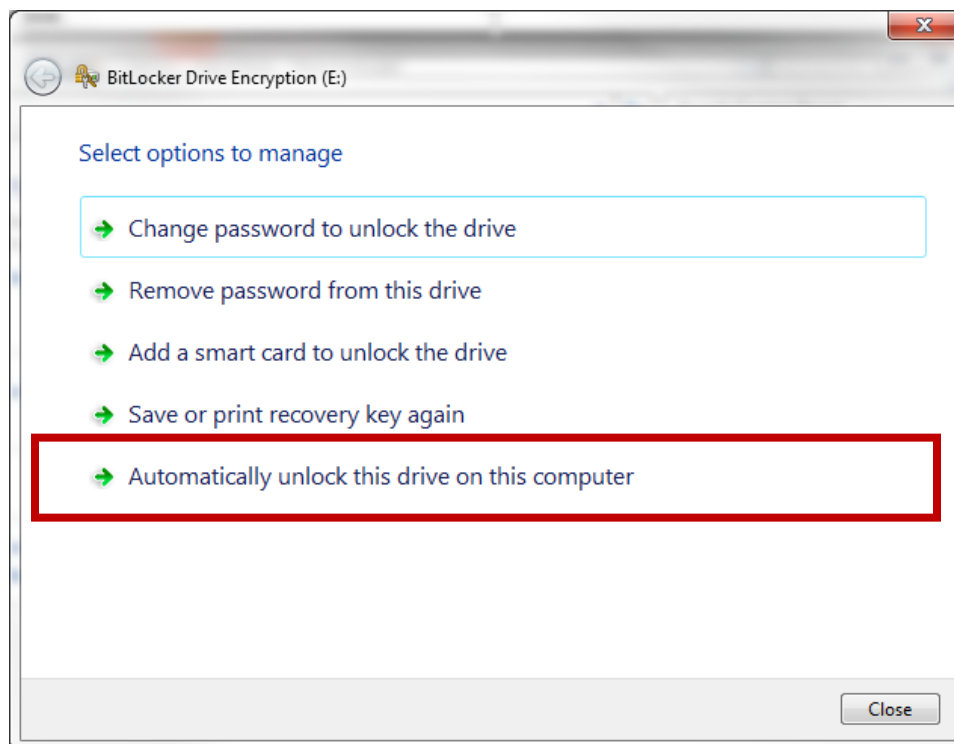 BitLocker Drive Encryption (E:)
Select options to manage
Change password to unlock the drive
Remove password from this drive
Add a smart card to unlock the drive
Save or print recovery key again
Automatically unlock this drive on this computer
Close